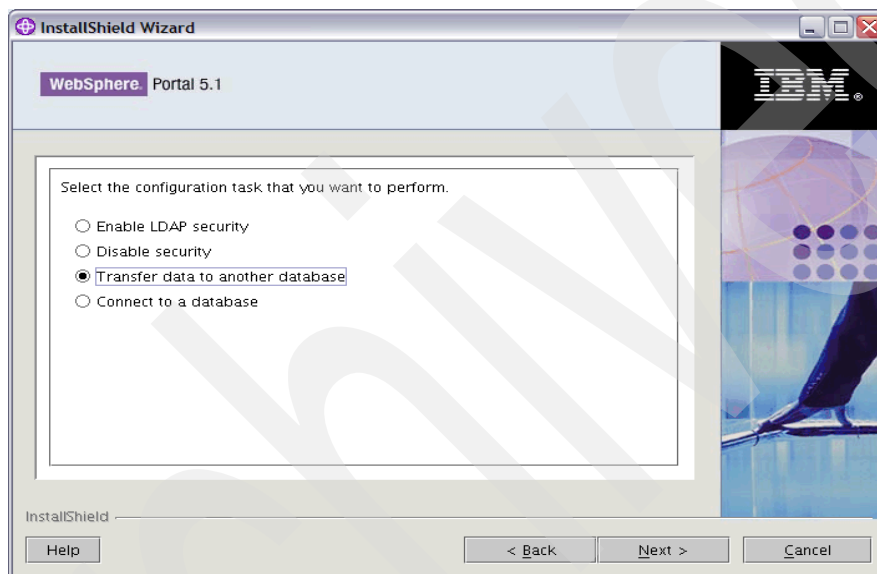 InstallShield Wizard
WebSphere. Portal 5.1
IBM®
Select the configuration task that you want to perform.
Enable LDAP security
Disable security
Transfer data to another database
Connect to a database
InstallShield
Help
< Back
Next >
Cancel